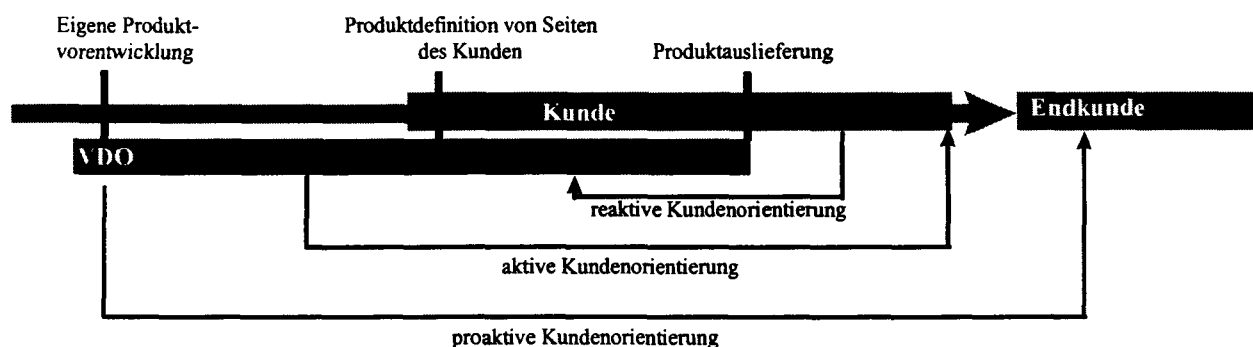 Eigene Produkt-
vorentwicklung
Produktdefinition von Seiten
des Kunden
Produktauslieferung
Kunde
Endkunde
VDO
reaktive Kundenorientierung
aktive Kundenorientierung
proaktive Kundenorientierung